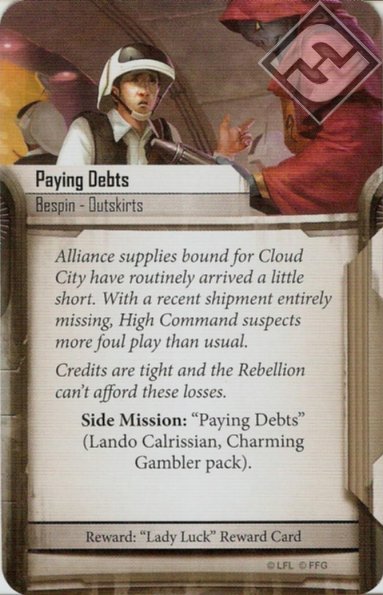 Paying Debts
Bespin - Outskirts
Alliance supplies bound for Cloud
City have routinely arrived a little
short. With a recent shipment entirely
missing, High Command suspects
more foul play than usual.
Credits are tight and the Rebellion
can't afford these losses.
Side Mission: “Paying Debts”
(Lando Calrissian, Charming
Gambler pack).
Reward: “Lady Luck” Reward Card
© LFL © FFG